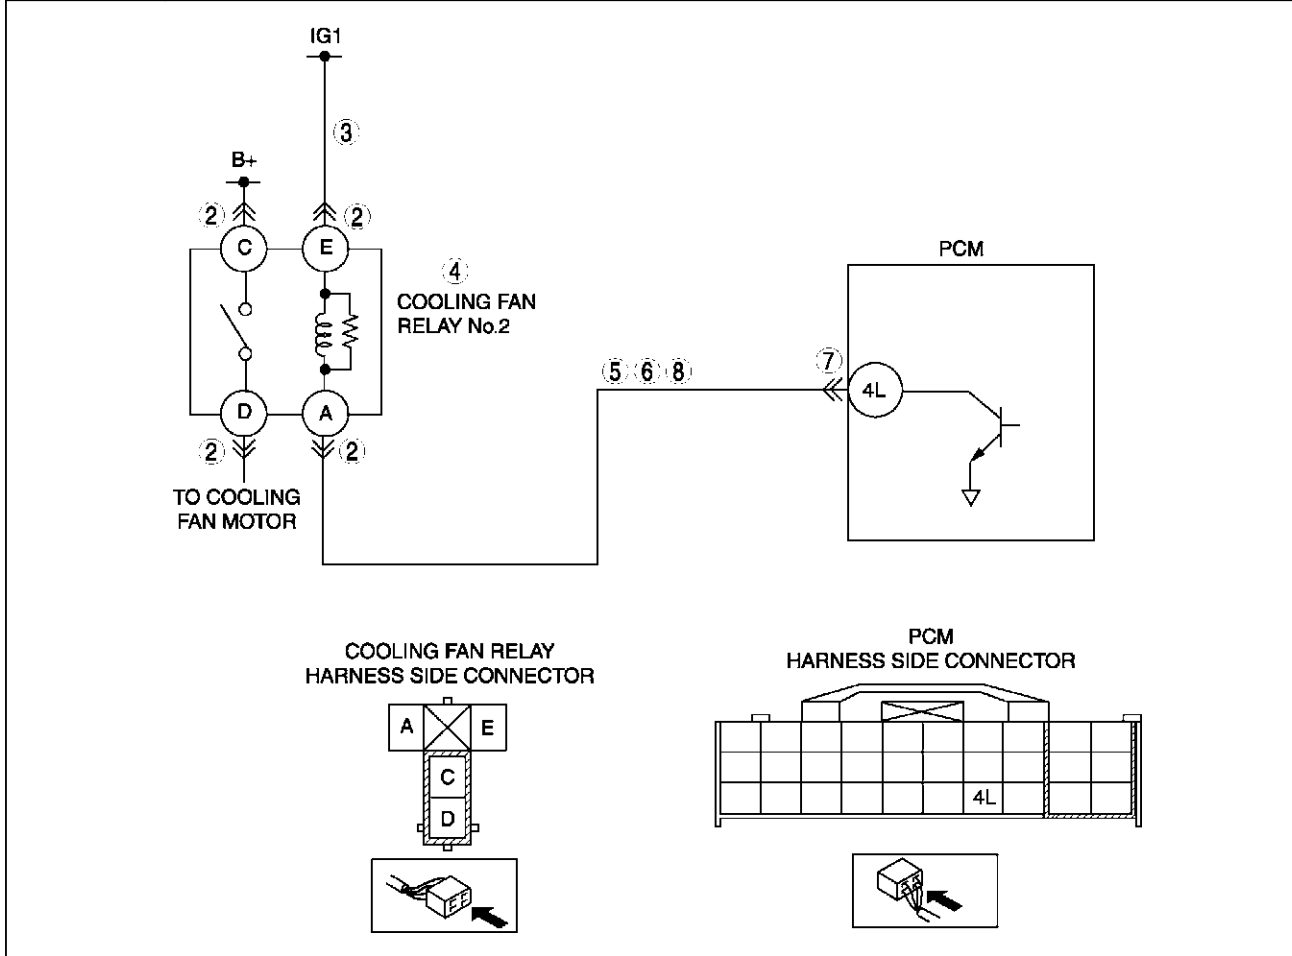 IG1
3
B+
2
2
C
E
PCM
4
COOLING FAN
RELAY No.2
5 6 8
7
4L
D
A
2
2
TO COOLING
FAN MOTOR
COOLING FAN RELAY
HARNESS SIDE CONNECTOR
PCM
HARNESS SIDE CONNECTOR
A
E
C
D
4L